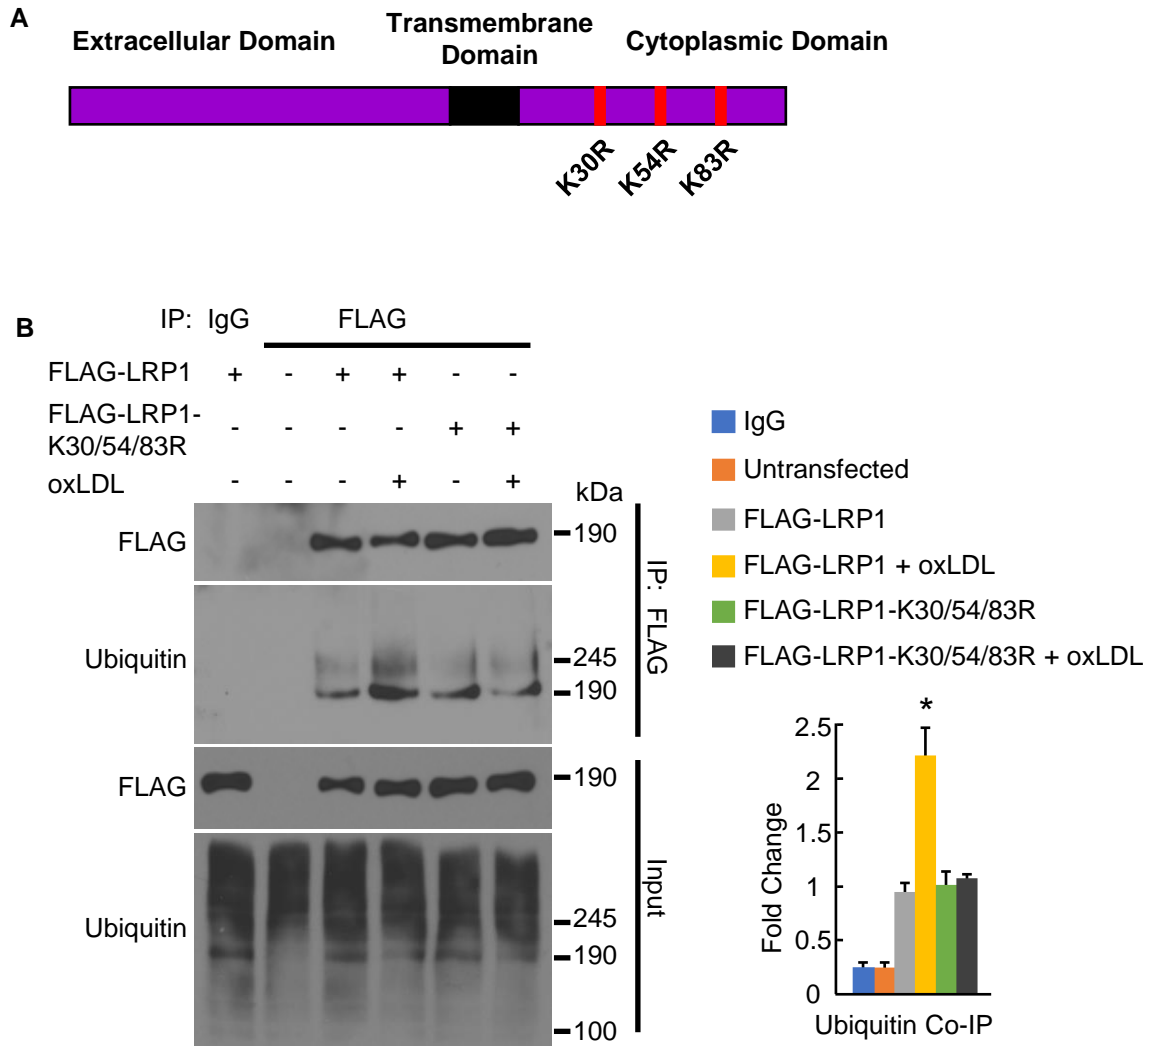 A
Extracellular Domain
Transmembrane
Domain
Cytoplasmic Domain
K30R
K54R
K83R
B
IP: IgG FLAG
FLAG-LRP1 + - + + - -
FLAG-LRP1-
K30/54/83R - - - - + +
oxLDL - - - + - +
kDa
FLAG
190
Ubiquitin
245
190
IP: FLAG
FLAG
190
Ubiquitin
245
190
100
Input
IgG
Untransfected
FLAG-LRP1
FLAG-LRP1 + oxLDL
FLAG-LRP1-K30/54/83R
FLAG-LRP1-K30/54/83R + oxLDL
*
Fold Change
2.5
2
1.5
1
0.5
0
Ubiquitin Co-IP